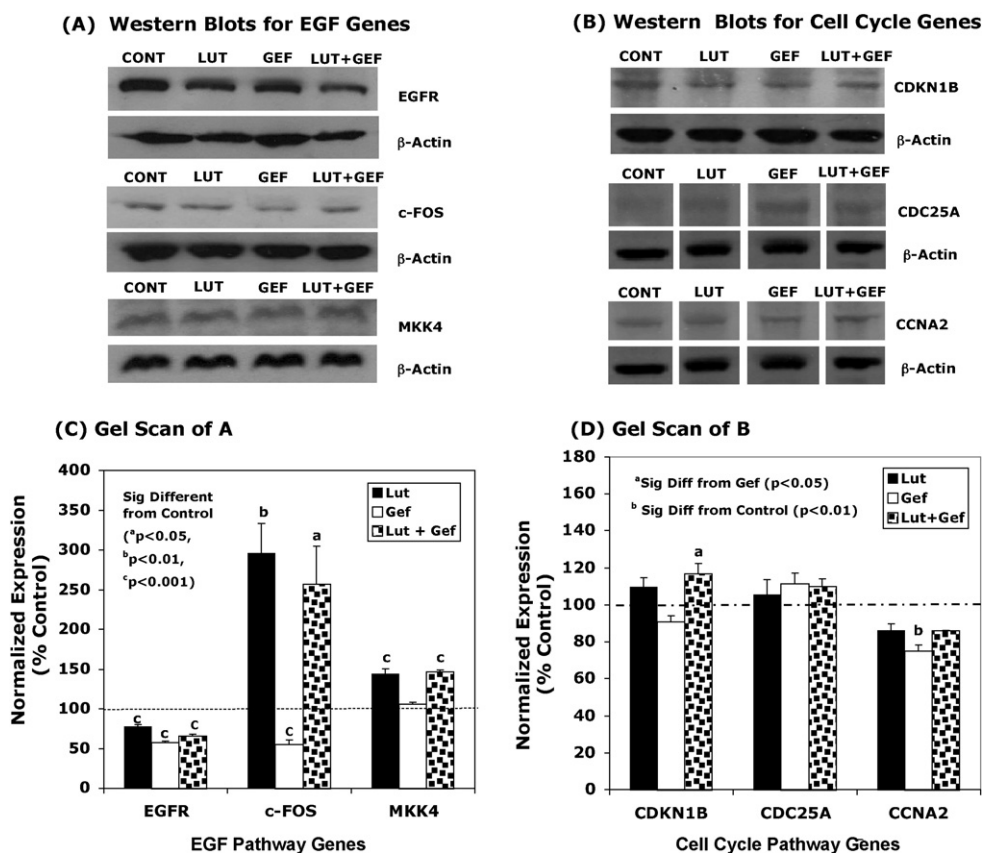 (A) Western Blots for EGF Genes
CONT LUT GEF LUT+GEF
EGFR
β-Actin
CONT LUT GEF LUT+GEF
c-FOS
β-Actin
CONT LUT GEF LUT+GEF
MKK4
β-Actin
(B) Western Blots for Cell Cycle Genes
CONT LUT GEF LUT+GEF
CDKN1B
β-Actin
CONT LUT GEF LUT+GEF
CDC25A
β-Actin
CONT LUT GEF LUT+GEF
CCNA2
β-Actin
(C) Gel Scan of A
Normalized Expression
(% Control)
400
350
300
250
200
150
100
50
0
Sig Different
from Control
(ᵃp<0.05,
ᵇp<0.01,
ᶜp<0.001)
Lut
Gef
Lut + Gef
c c c
b a
c c
EGFR c-FOS MKK4
EGF Pathway Genes
(D) Gel Scan of B
Normalized Expression
(% Control)
180
160
140
120
100
80
60
40
20
0
ᵃSig Diff from Gef (p<0.05)
ᵇ Sig Diff from Control (p<0.01)
Lut
Gef
Lut+Gef
a
b
CDKN1B CDC25A CCNA2
Cell Cycle Pathway Genes